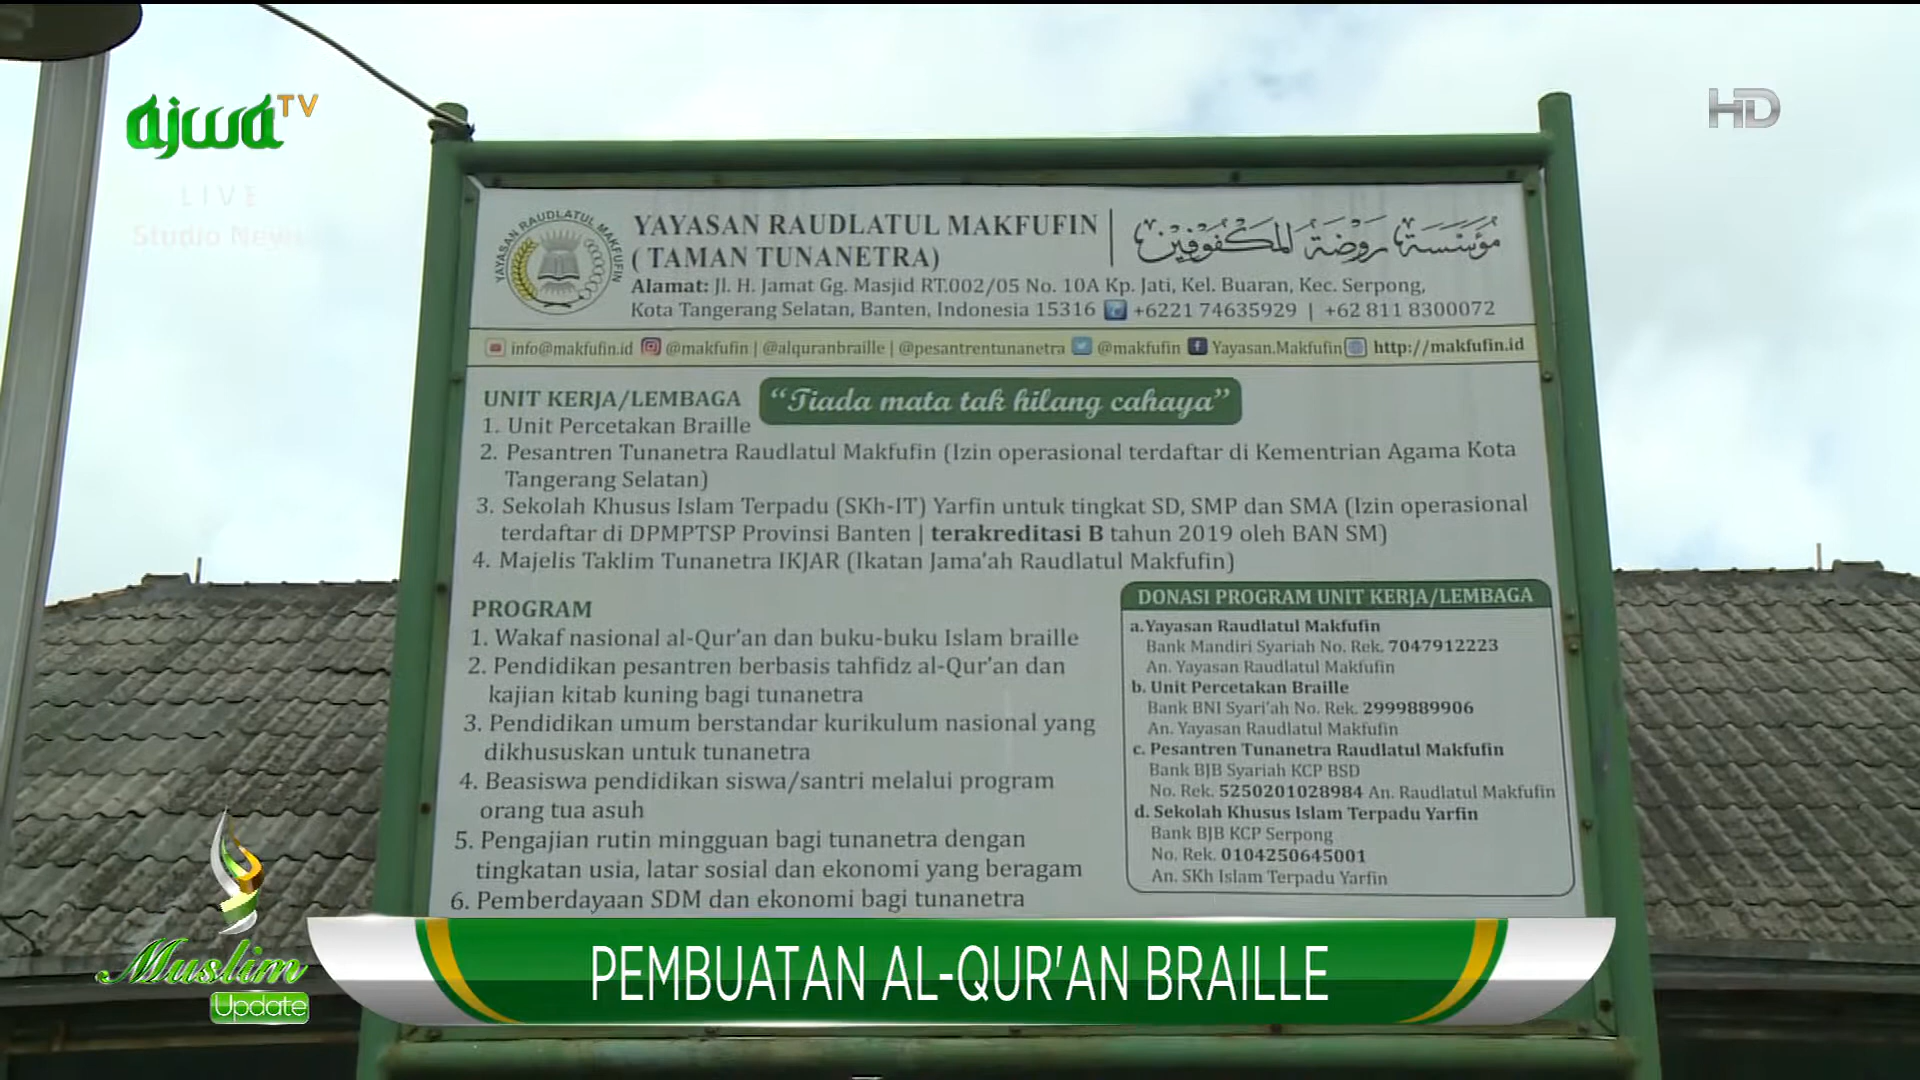 ajwa TV
HD
LIVE
Studio News
YAYASAN RAUDLATUL MAKFUFIN
YAYASAN RAUDLATUL MAKFUFIN
( TAMAN TUNANETRA)
مؤسسة روضة المكفوفين
Alamat: Jl. H. Jamat Gg. Masjid RT.002/05 No. 10A Kp. Jati, Kel. Buaran, Kec. Serpong,
Kota Tangerang Selatan, Banten, Indonesia 15316 +6221 74635929 | +62 811 8300072
info@makfufin.id @makfufin | @alquranbraille | @pesantrentunanetra @makfufin Yayasan.Makfufin http://makfufin.id
UNIT KERJA/LEMBAGA
"Tiada mata tak hilang cahaya"
1. Unit Percetakan Braille
2. Pesantren Tunanetra Raudlatul Makfufin (Izin operasional terdaftar di Kementrian Agama Kota
Tangerang Selatan)
3. Sekolah Khusus Islam Terpadu (SKh-IT) Yarfin untuk tingkat SD, SMP dan SMA (Izin operasional
terdaftar di DPMPTSP Provinsi Banten | terakreditasi B tahun 2019 oleh BAN SM)
4. Majelis Taklim Tunanetra IKJAR (Ikatan Jama'ah Raudlatul Makfufin)
PROGRAM
1. Wakaf nasional al-Qur'an dan buku-buku Islam braille
2. Pendidikan pesantren berbasis tahfidz al-Qur'an dan
kajian kitab kuning bagi tunanetra
3. Pendidikan umum berstandar kurikulum nasional yang
dikhususkan untuk tunanetra
4. Beasiswa pendidikan siswa/santri melalui program
orang tua asuh
5. Pengajian rutin mingguan bagi tunanetra dengan
tingkatan usia, latar sosial dan ekonomi yang beragam
6. Pemberdayaan SDM dan ekonomi bagi tunanetra
DONASI PROGRAM UNIT KERJA/LEMBAGA
a.Yayasan Raudlatul Makfufin
Bank Mandiri Syariah No. Rek. 7047912223
An. Yayasan Raudlatul Makfufin
b. Unit Percetakan Braille
Bank BNI Syari'ah No. Rek. 2999889906
An. Yayasan Raudlatul Makfufin
c. Pesantren Tunanetra Raudlatul Makfufin
Bank BJB Syariah KCP BSD
No. Rek. 5250201028984 An. Raudlatul Makfufin
d. Sekolah Khusus Islam Terpadu Yarfin
Bank BJB KCP Serpong
No. Rek. 0104250645001
An. SKh Islam Terpadu Yarfin
Muslim
Update
PEMBUATAN AL-QUR'AN BRAILLE